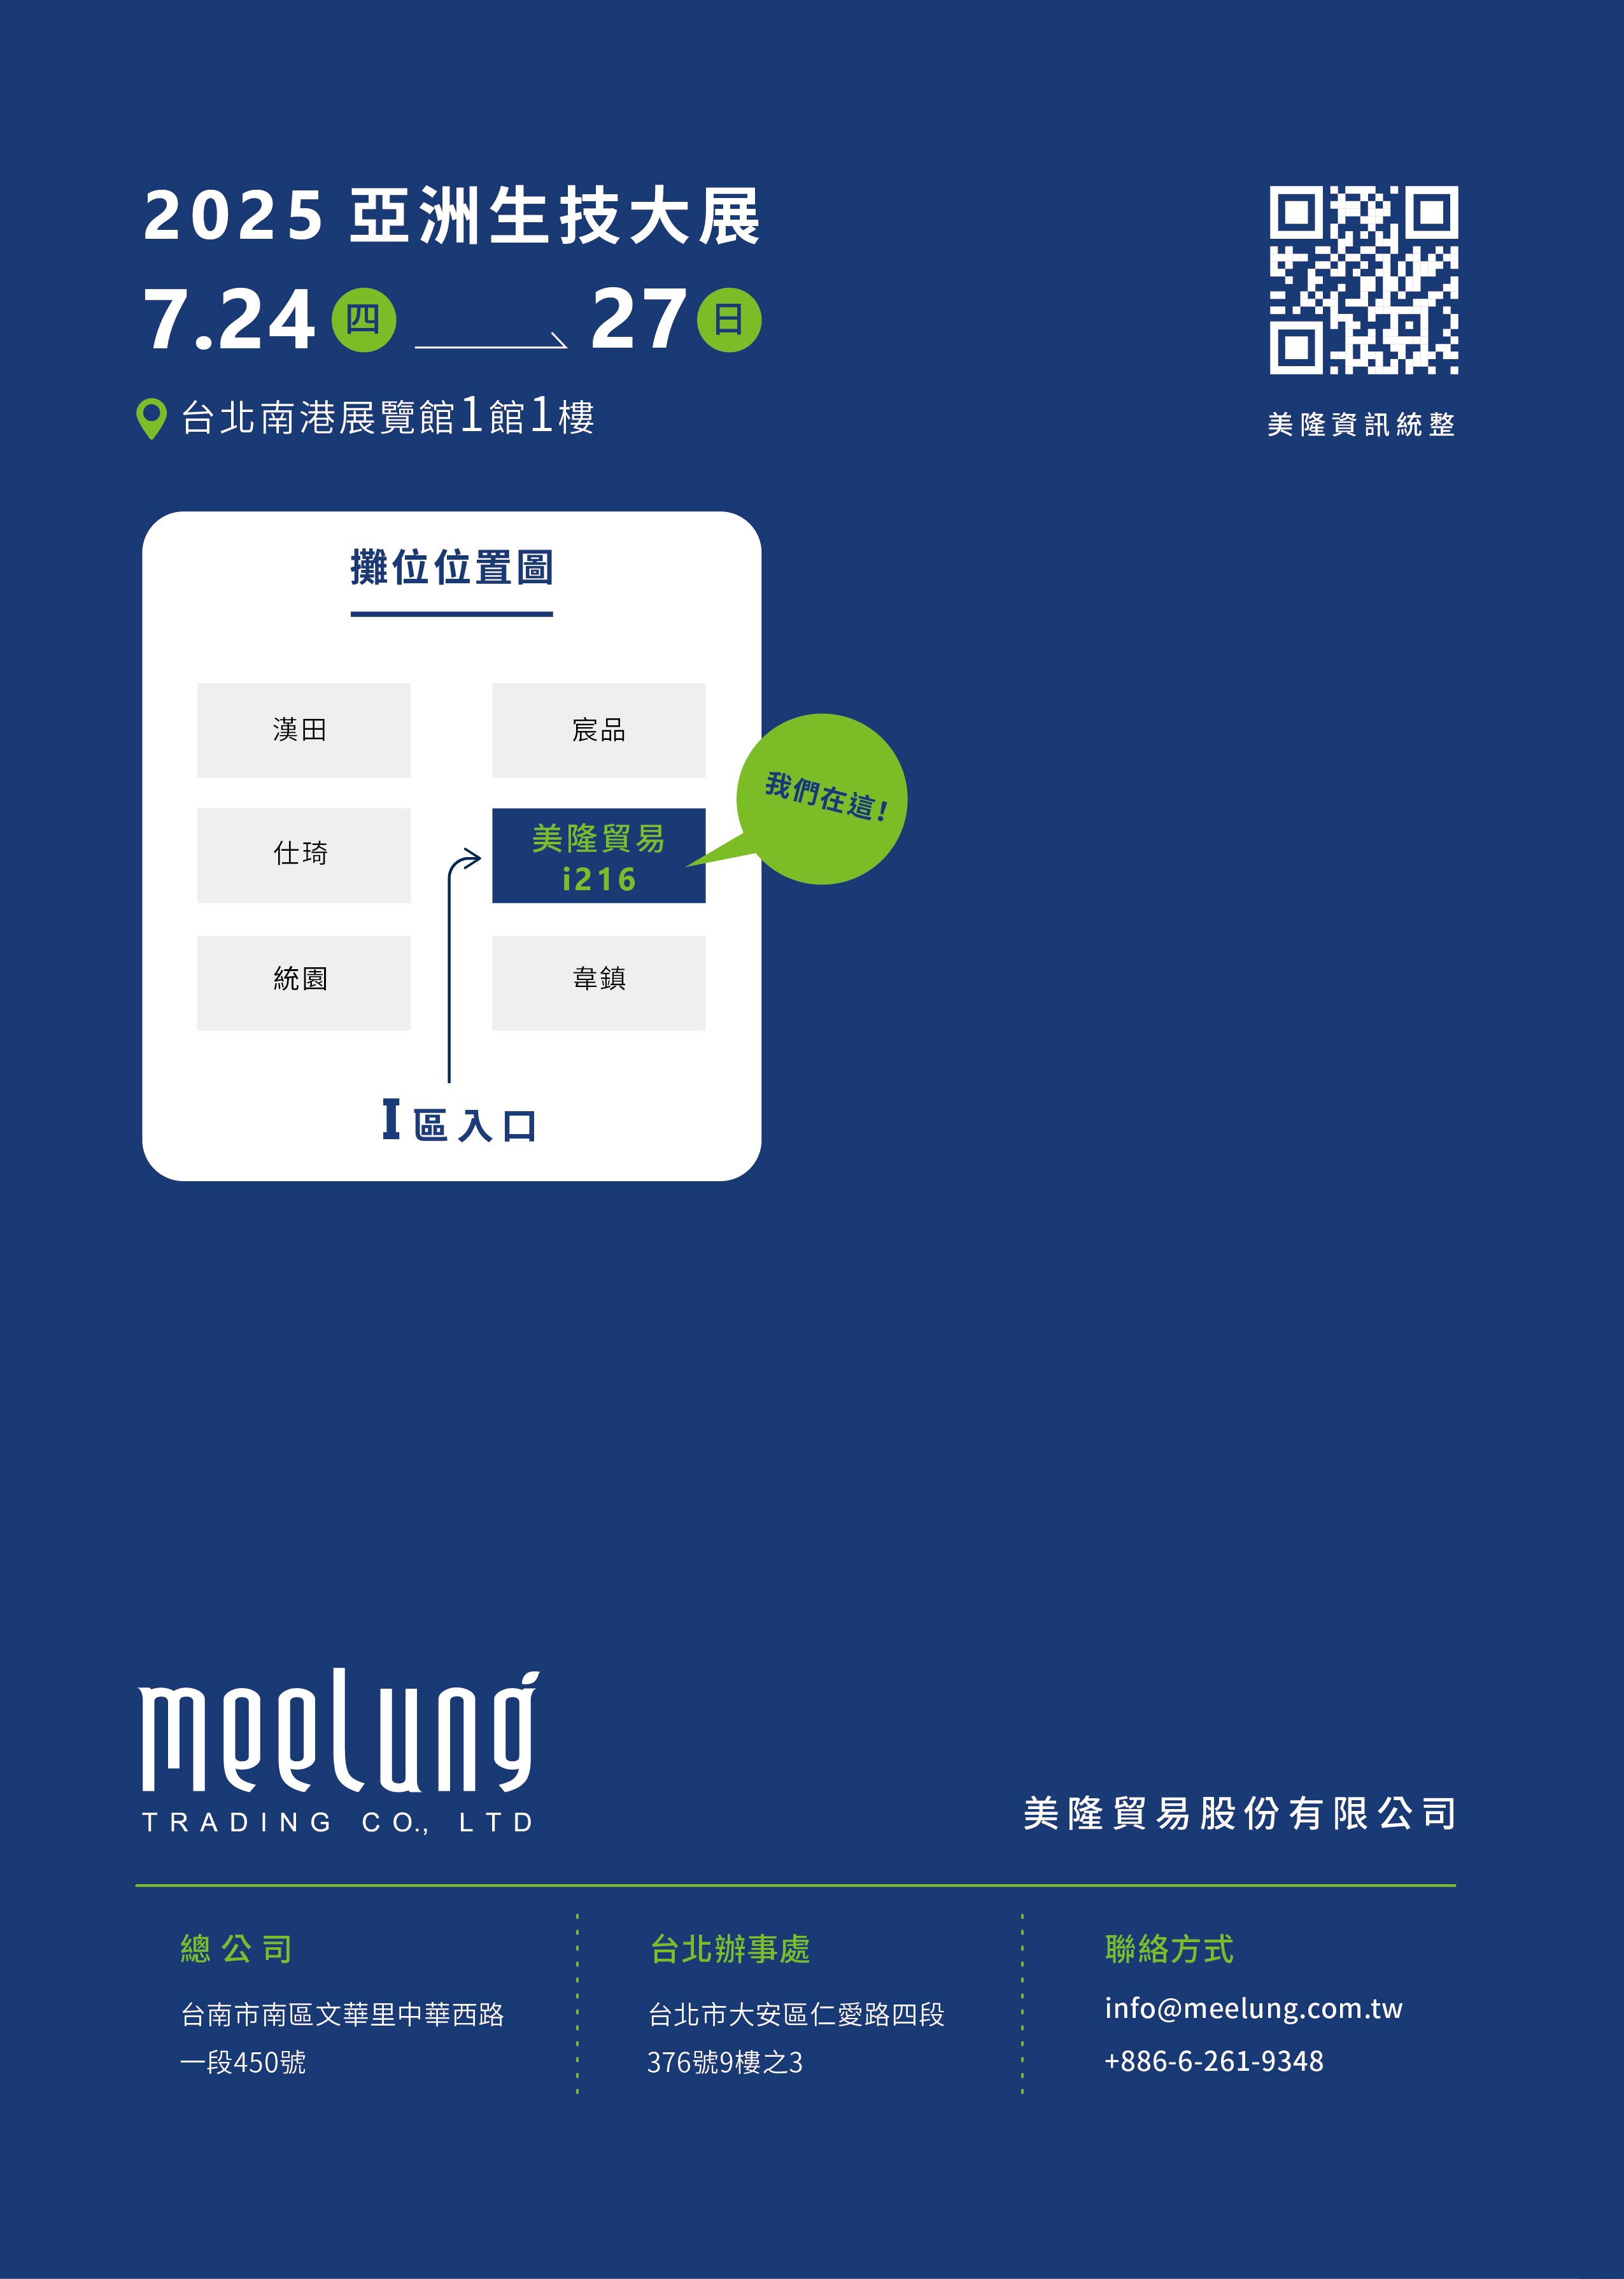 2025 亞洲生技大展
7.24 四 27 日
台北南港展覽館1館1樓
美隆資訊統整
攤位位置圖
漢田
宸品
我們在這!
仕琦
美隆貿易
i216
統園
韋鎮
I 區入口
meelung
TRADING CO., LTD
美隆貿易股份有限公司
總公司
台南市南區文華里中華西路
一段450號
台北辦事處
台北市大安區仁愛路四段
376號9樓之3
聯絡方式
info@meelung.com.tw
+886-6-261-9348